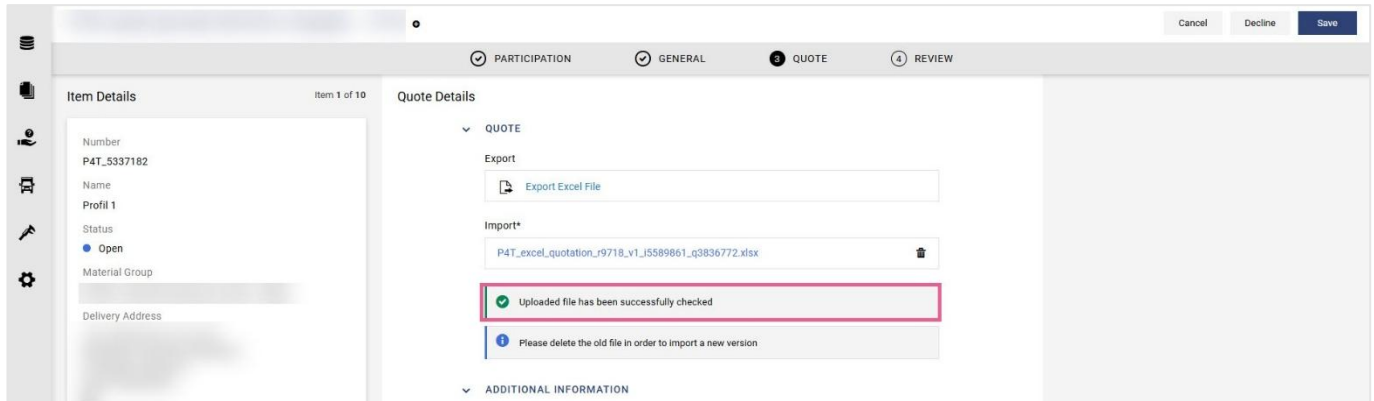 Cancel Decline Save
PARTICIPATION GENERAL 3 QUOTE 4 REVIEW
Item Details Item 1 of 10
Number
P4T_5337182
Name
Profil 1
Status
Open
Material Group
Delivery Address
Quote Details
QUOTE
Export
Export Excel File
Import*
P4T_excel_quotation_r9718_v1_i5589861_q3836772.xlsx
Uploaded file has been successfully checked
Please delete the old file in order to import a new version
ADDITIONAL INFORMATION